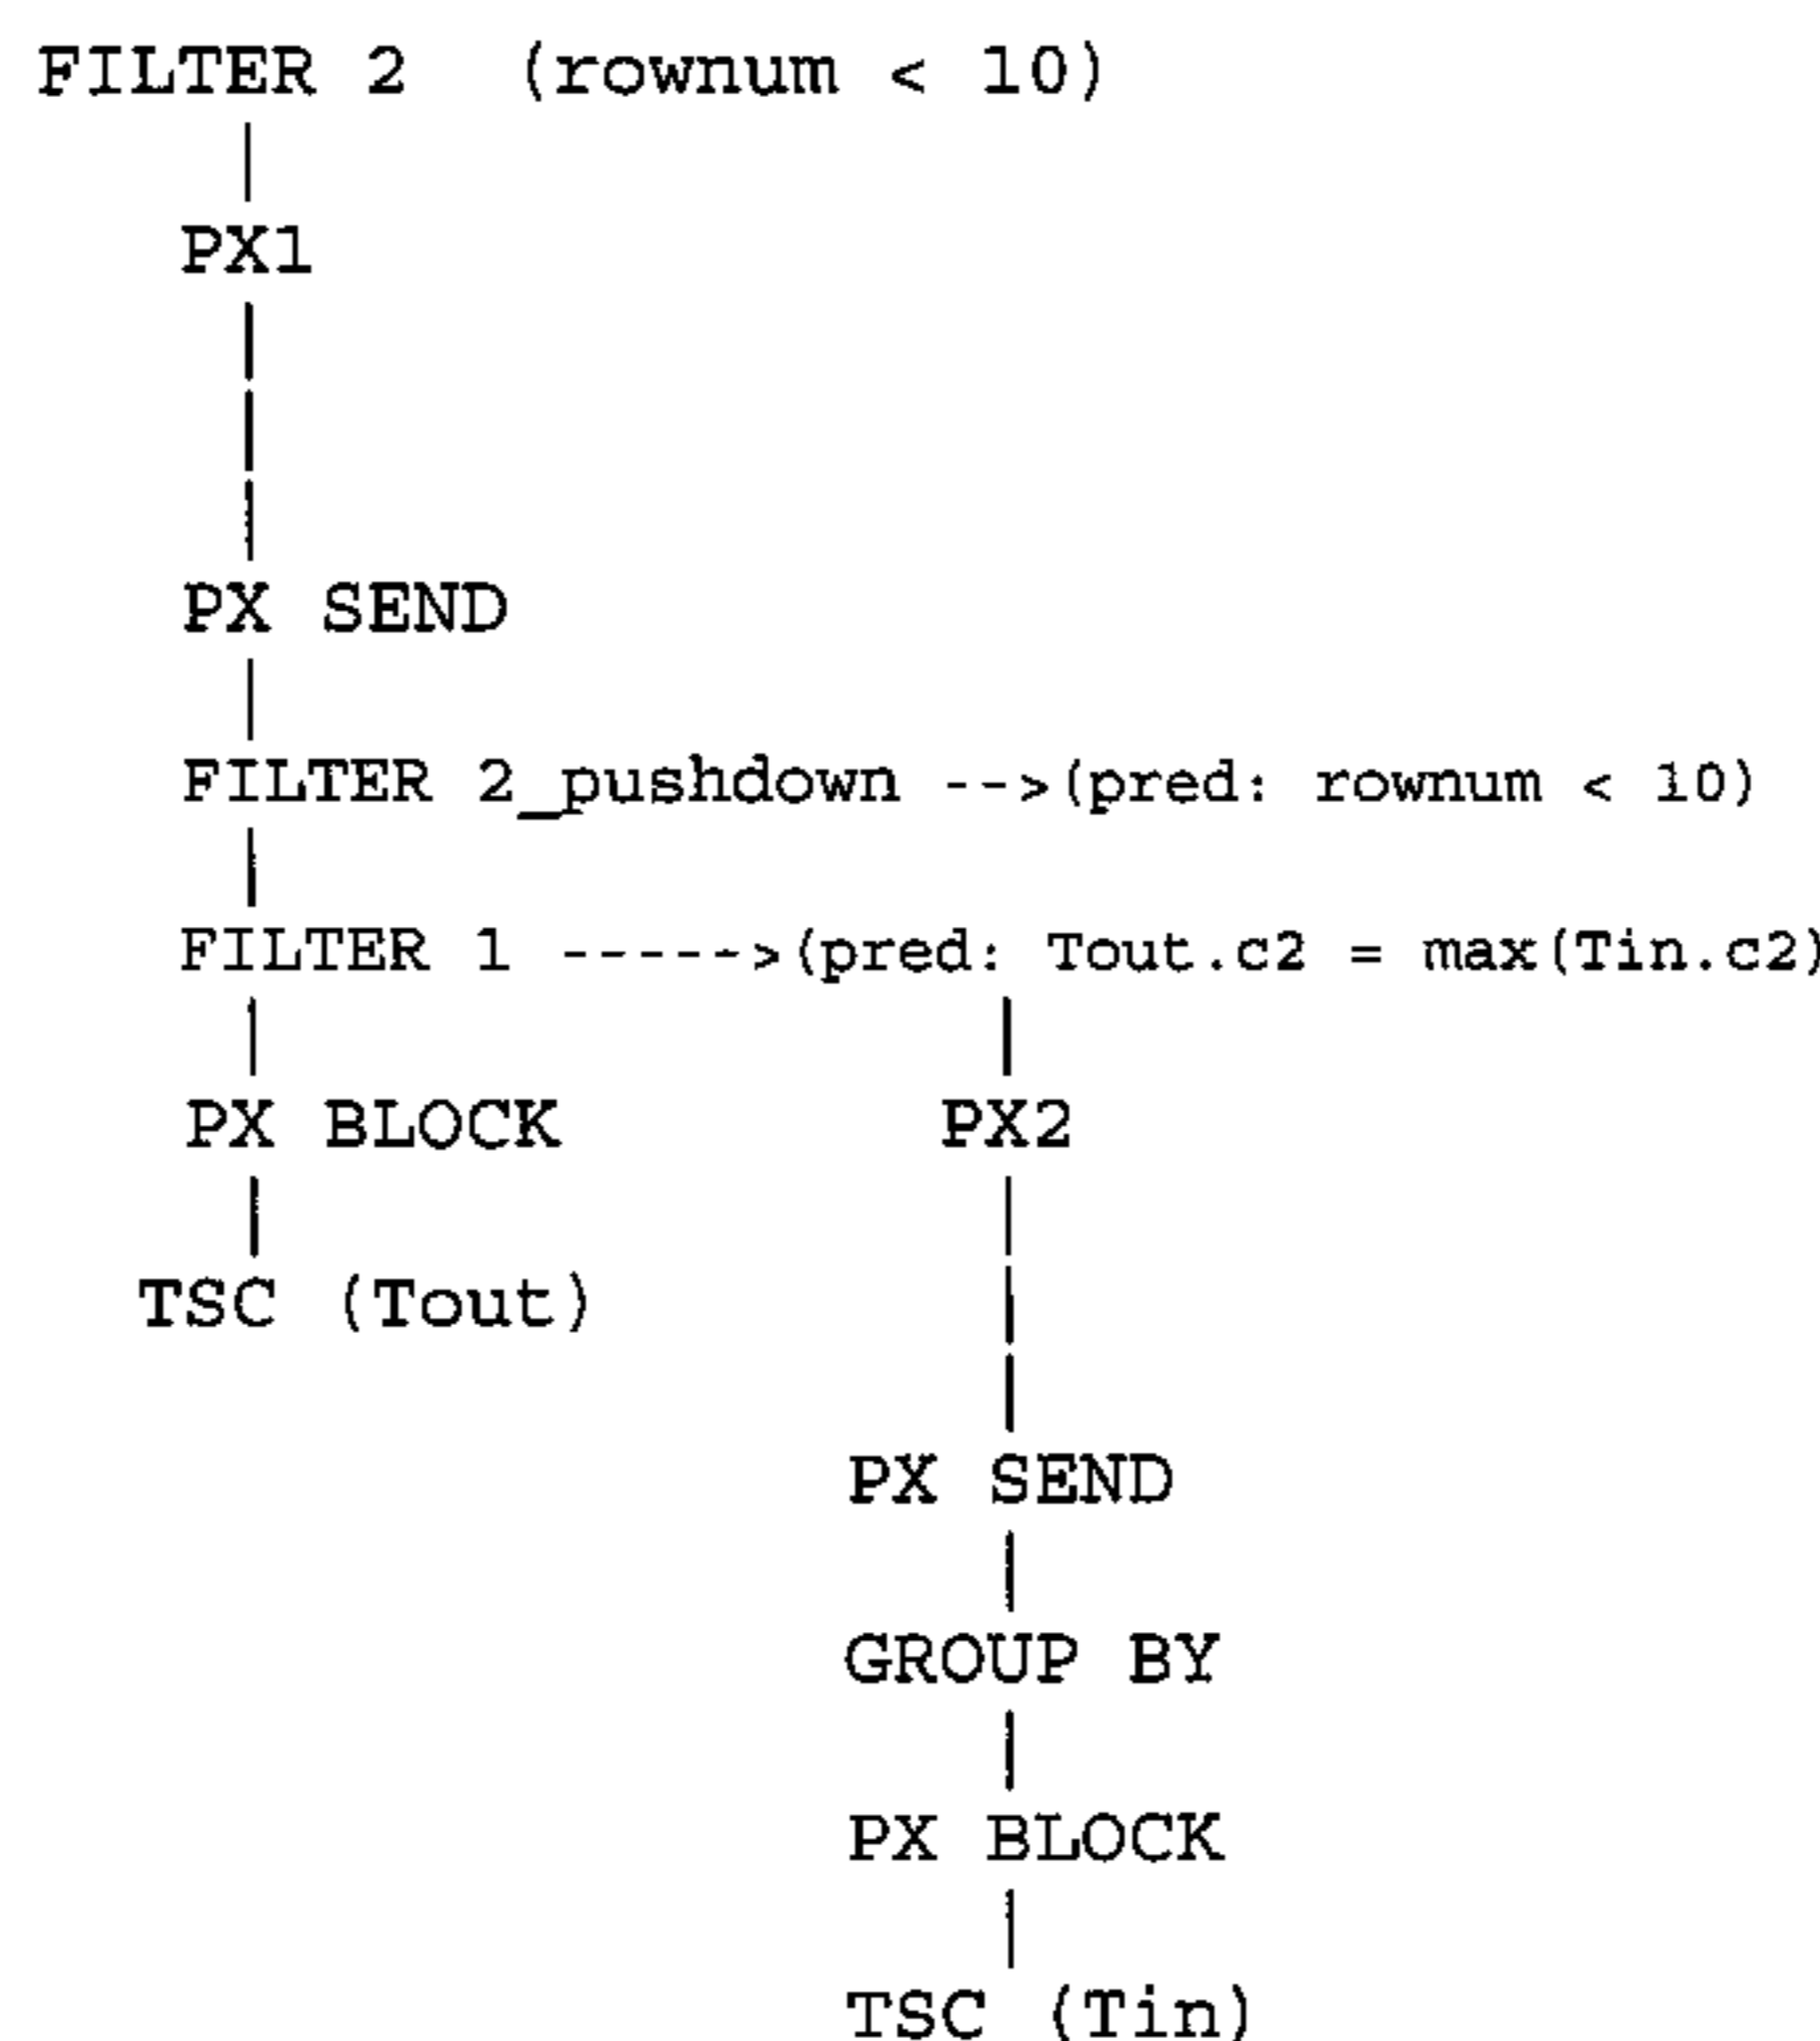 FILTER 2 (rownum < 10)
PX1
PX SEND
FILTER 2_pushdown -->(pred: rownum < 10)
FILTER 1 ----->(pred: Tout.c2 = max(Tin.c2)
PX BLOCK PX2
TSC (Tout)
PX SEND
GROUP BY
PX BLOCK
TSC (Tin)